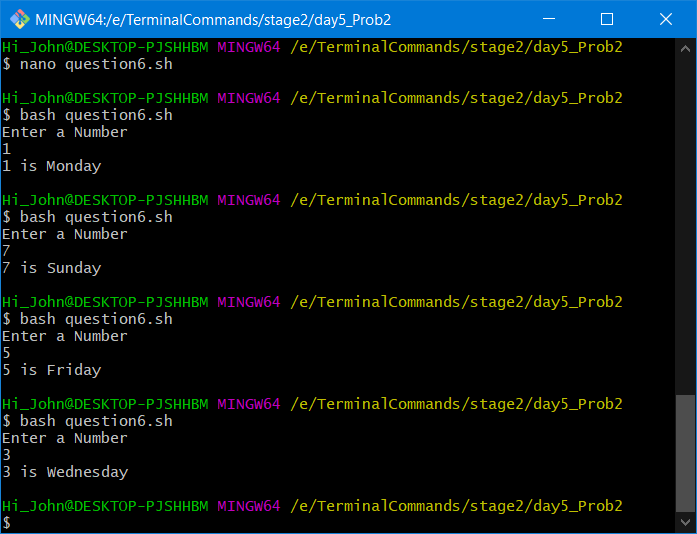 MINGW64:/e/TerminalCommands/stage2/day5_Prob2
Hi_John@DESKTOP-PJSHHBM MINGW64 /e/TerminalCommands/stage2/day5_Prob2
$ nano question6.sh
Hi_John@DESKTOP-PJSHHBM MINGW64 /e/TerminalCommands/stage2/day5_Prob2
$ bash question6.sh
Enter a Number
1
1 is Monday
Hi_John@DESKTOP-PJSHHBM MINGW64 /e/TerminalCommands/stage2/day5_Prob2
$ bash question6.sh
Enter a Number
7
7 is Sunday
Hi_John@DESKTOP-PJSHHBM MINGW64 /e/TerminalCommands/stage2/day5_Prob2
$ bash question6.sh
Enter a Number
5
5 is Friday
Hi_John@DESKTOP-PJSHHBM MINGW64 /e/TerminalCommands/stage2/day5_Prob2
$ bash question6.sh
Enter a Number
3
3 is Wednesday
Hi_John@DESKTOP-PJSHHBM MINGW64 /e/TerminalCommands/stage2/day5_Prob2
$